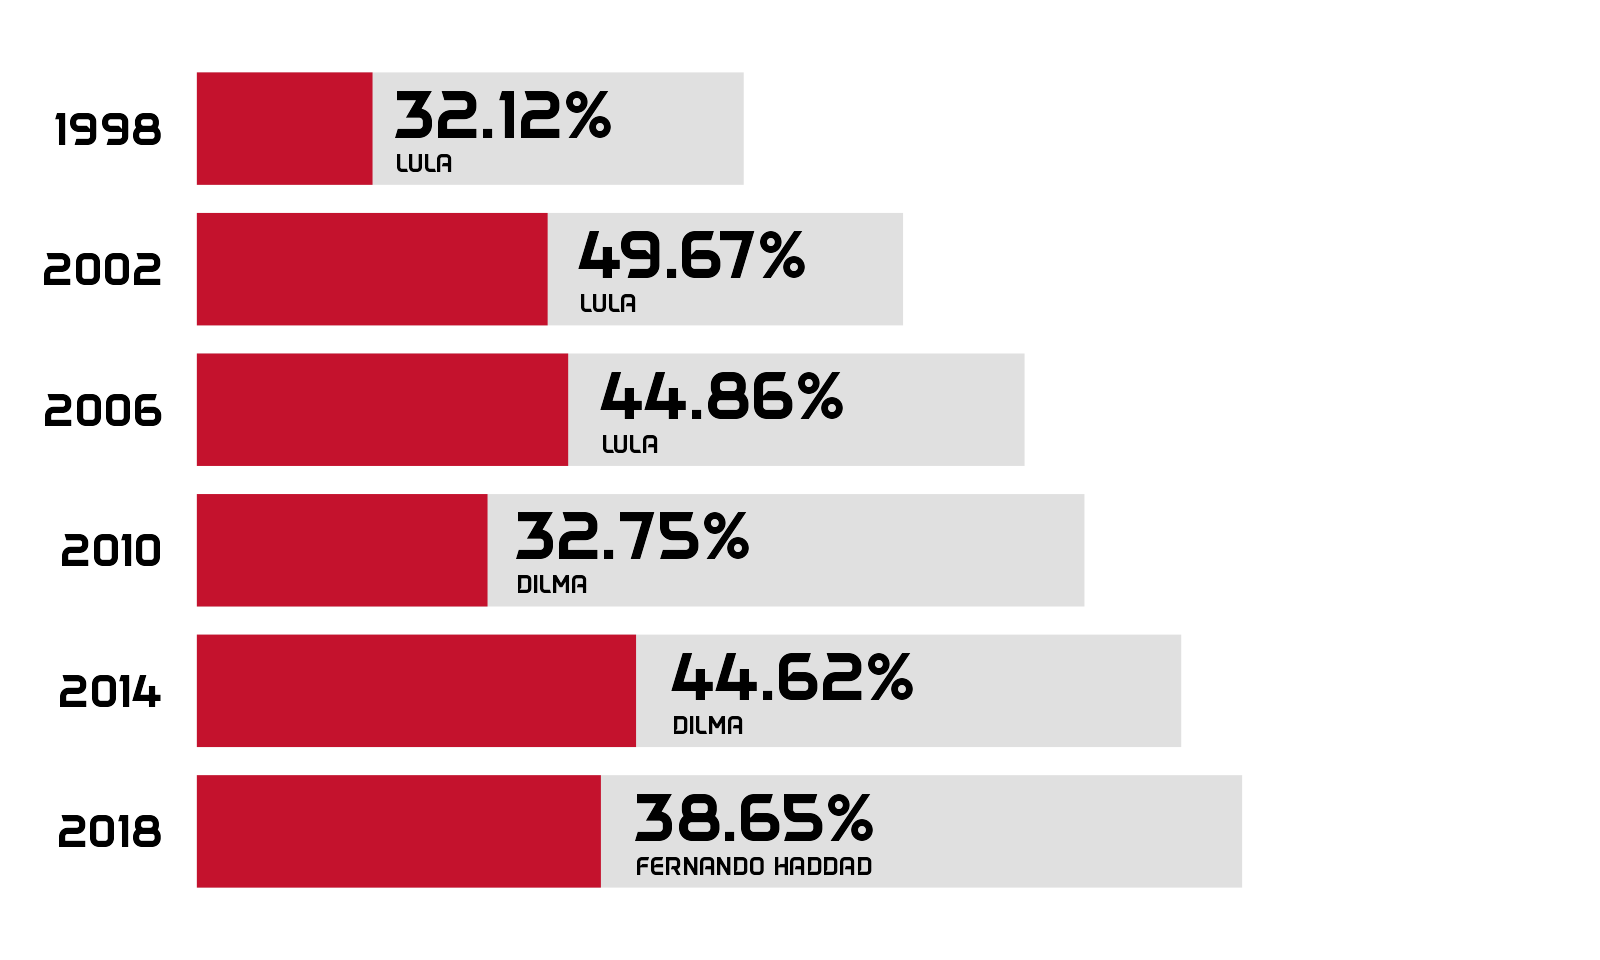 1998
32.12%
LULA
2002
49.67%
LULA
2006
44.86%
LULA
2010
32.75%
DILMA
2014
44.62%
DILMA
2018
38.65%
FERNANDO HADDAD